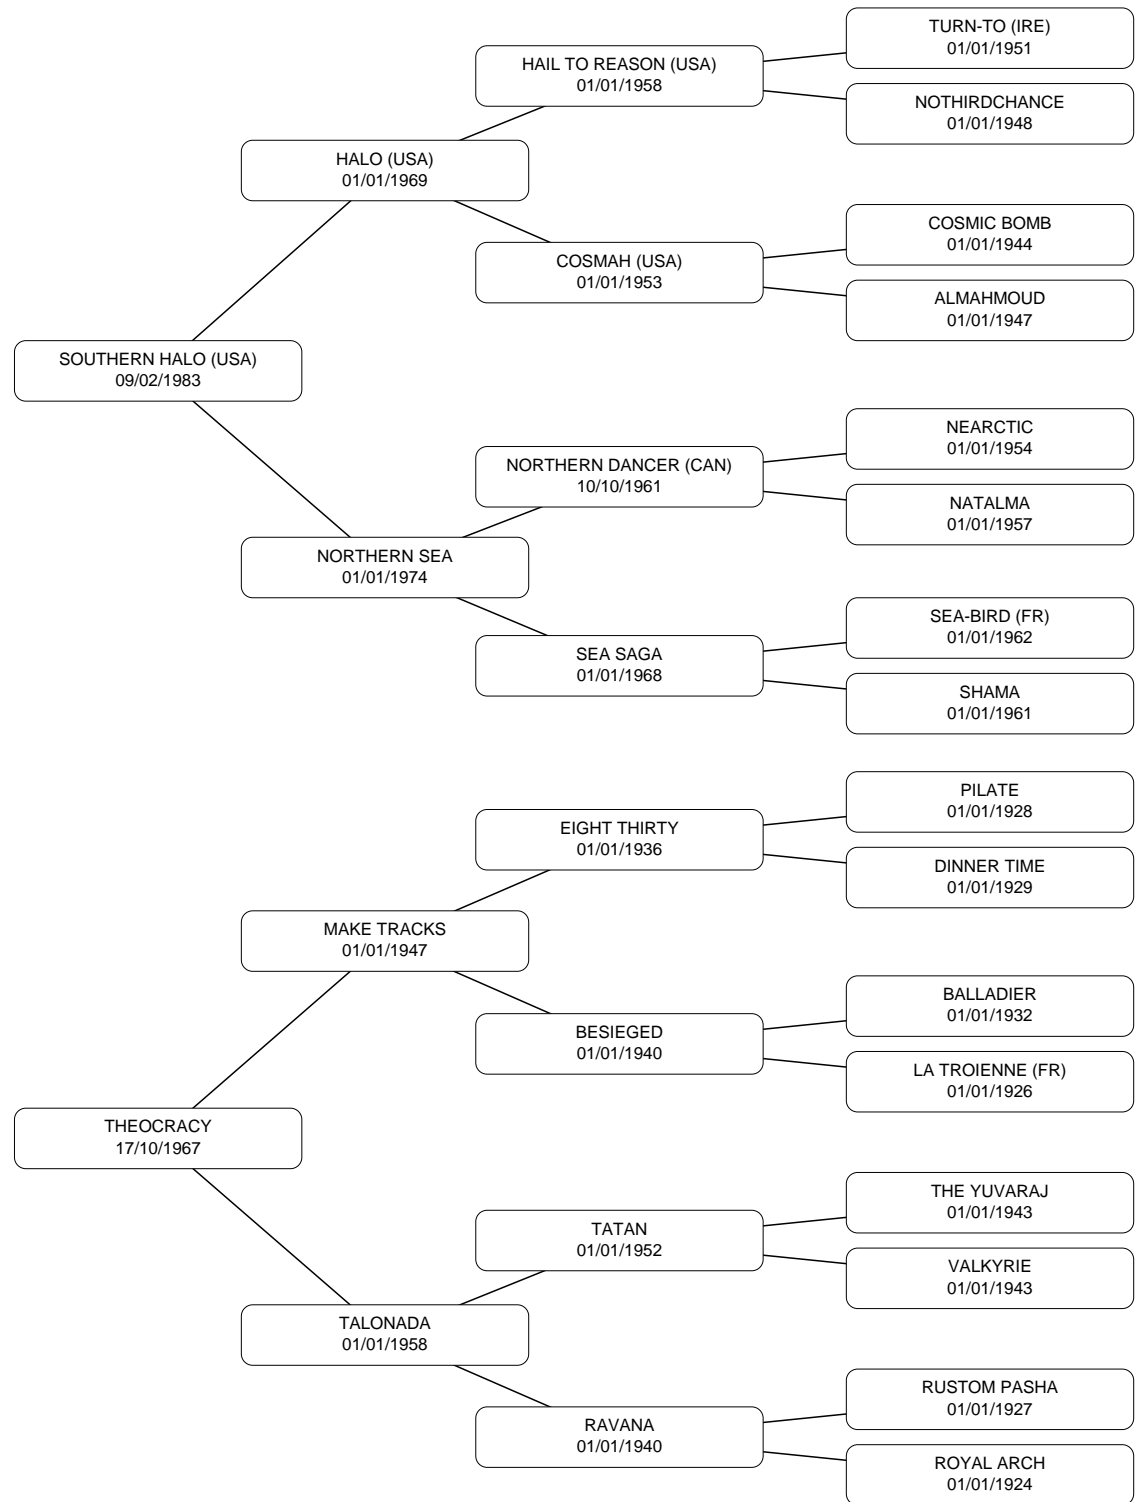 TURN-TO (IRE)
01/01/1951
HAIL TO REASON (USA)
01/01/1958
NOTHIRDCHANCE
01/01/1948
HALO (USA)
01/01/1969
COSMIC BOMB
01/01/1944
COSMAH (USA)
01/01/1953
ALMAHMOUD
01/01/1947
SOUTHERN HALO (USA)
09/02/1983
NEARCTIC
01/01/1954
NORTHERN DANCER (CAN)
10/10/1961
NATALMA
01/01/1957
NORTHERN SEA
01/01/1974
SEA-BIRD (FR)
01/01/1962
SEA SAGA
01/01/1968
SHAMA
01/01/1961
PILATE
01/01/1928
EIGHT THIRTY
01/01/1936
DINNER TIME
01/01/1929
MAKE TRACKS
01/01/1947
BALLADIER
01/01/1932
BESIEGED
01/01/1940
LA TROIENNE (FR)
01/01/1926
THEOCRACY
17/10/1967
THE YUVARAJ
01/01/1943
TATAN
01/01/1952
VALKYRIE
01/01/1943
TALONADA
01/01/1958
RUSTOM PASHA
01/01/1927
RAVANA
01/01/1940
ROYAL ARCH
01/01/1924